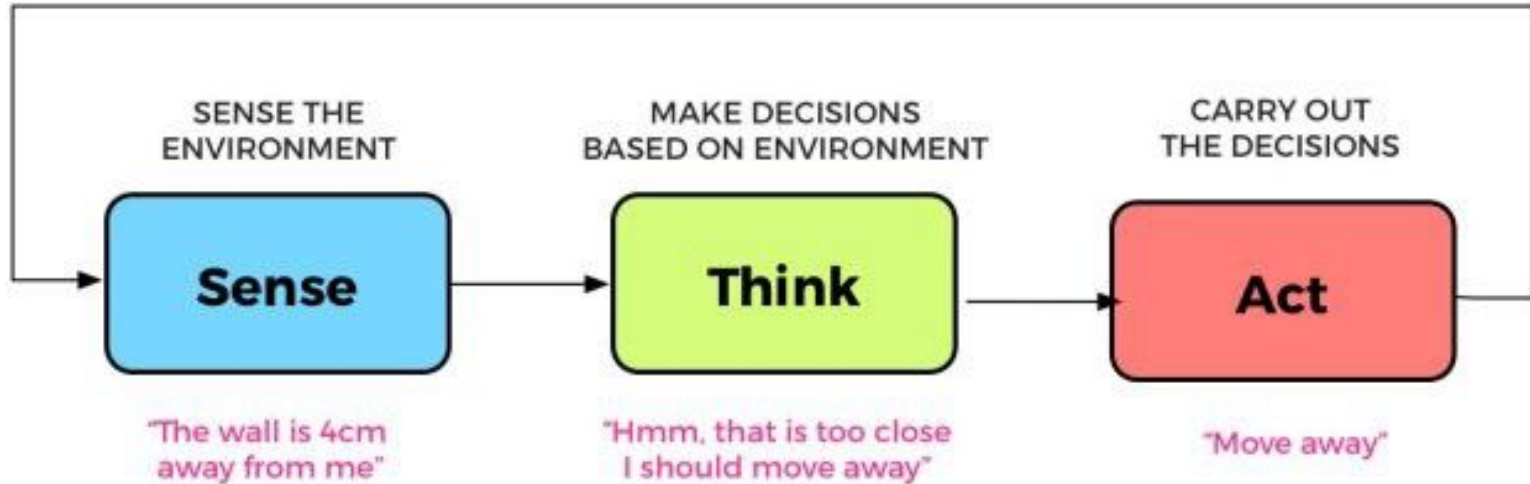 SENSE THE
ENVIRONMENT
Sense
"The wall is 4cm
away from me"
MAKE DECISIONS
BASED ON ENVIRONMENT
Think
"Hmm, that is too close
I should move away"
CARRY OUT
THE DECISIONS
Act
"Move away"